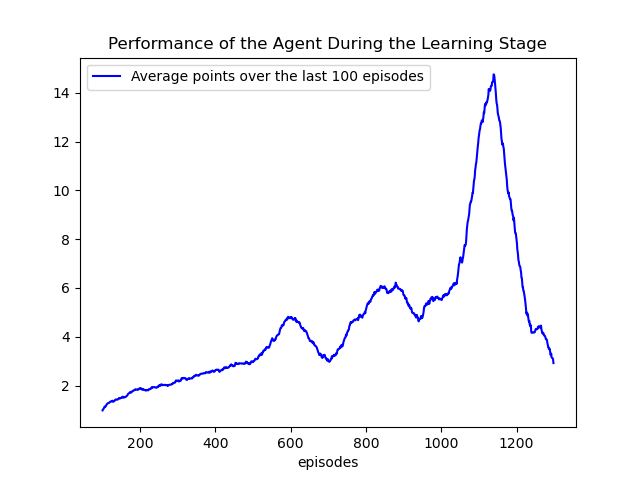 Performance of the Agent During the Learning Stage
Average points over the last 100 episodes
14
12
10
8
6
4
2
200 400 600 800 1000 1200
episodes